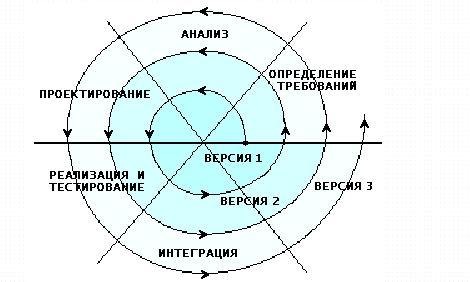 АНАЛИЗ
ОПРЕДЕЛЕНИЕ
ТРЕБОВАНИЙ
ПРОЕКТИРОВАНИЕ
ВЕРСИЯ 1
РЕАЛИЗАЦИЯ И
ТЕСТИРОВАНИЕ
ВЕРСИЯ 2
ВЕРСИЯ 3
ИНТЕГРАЦИЯ